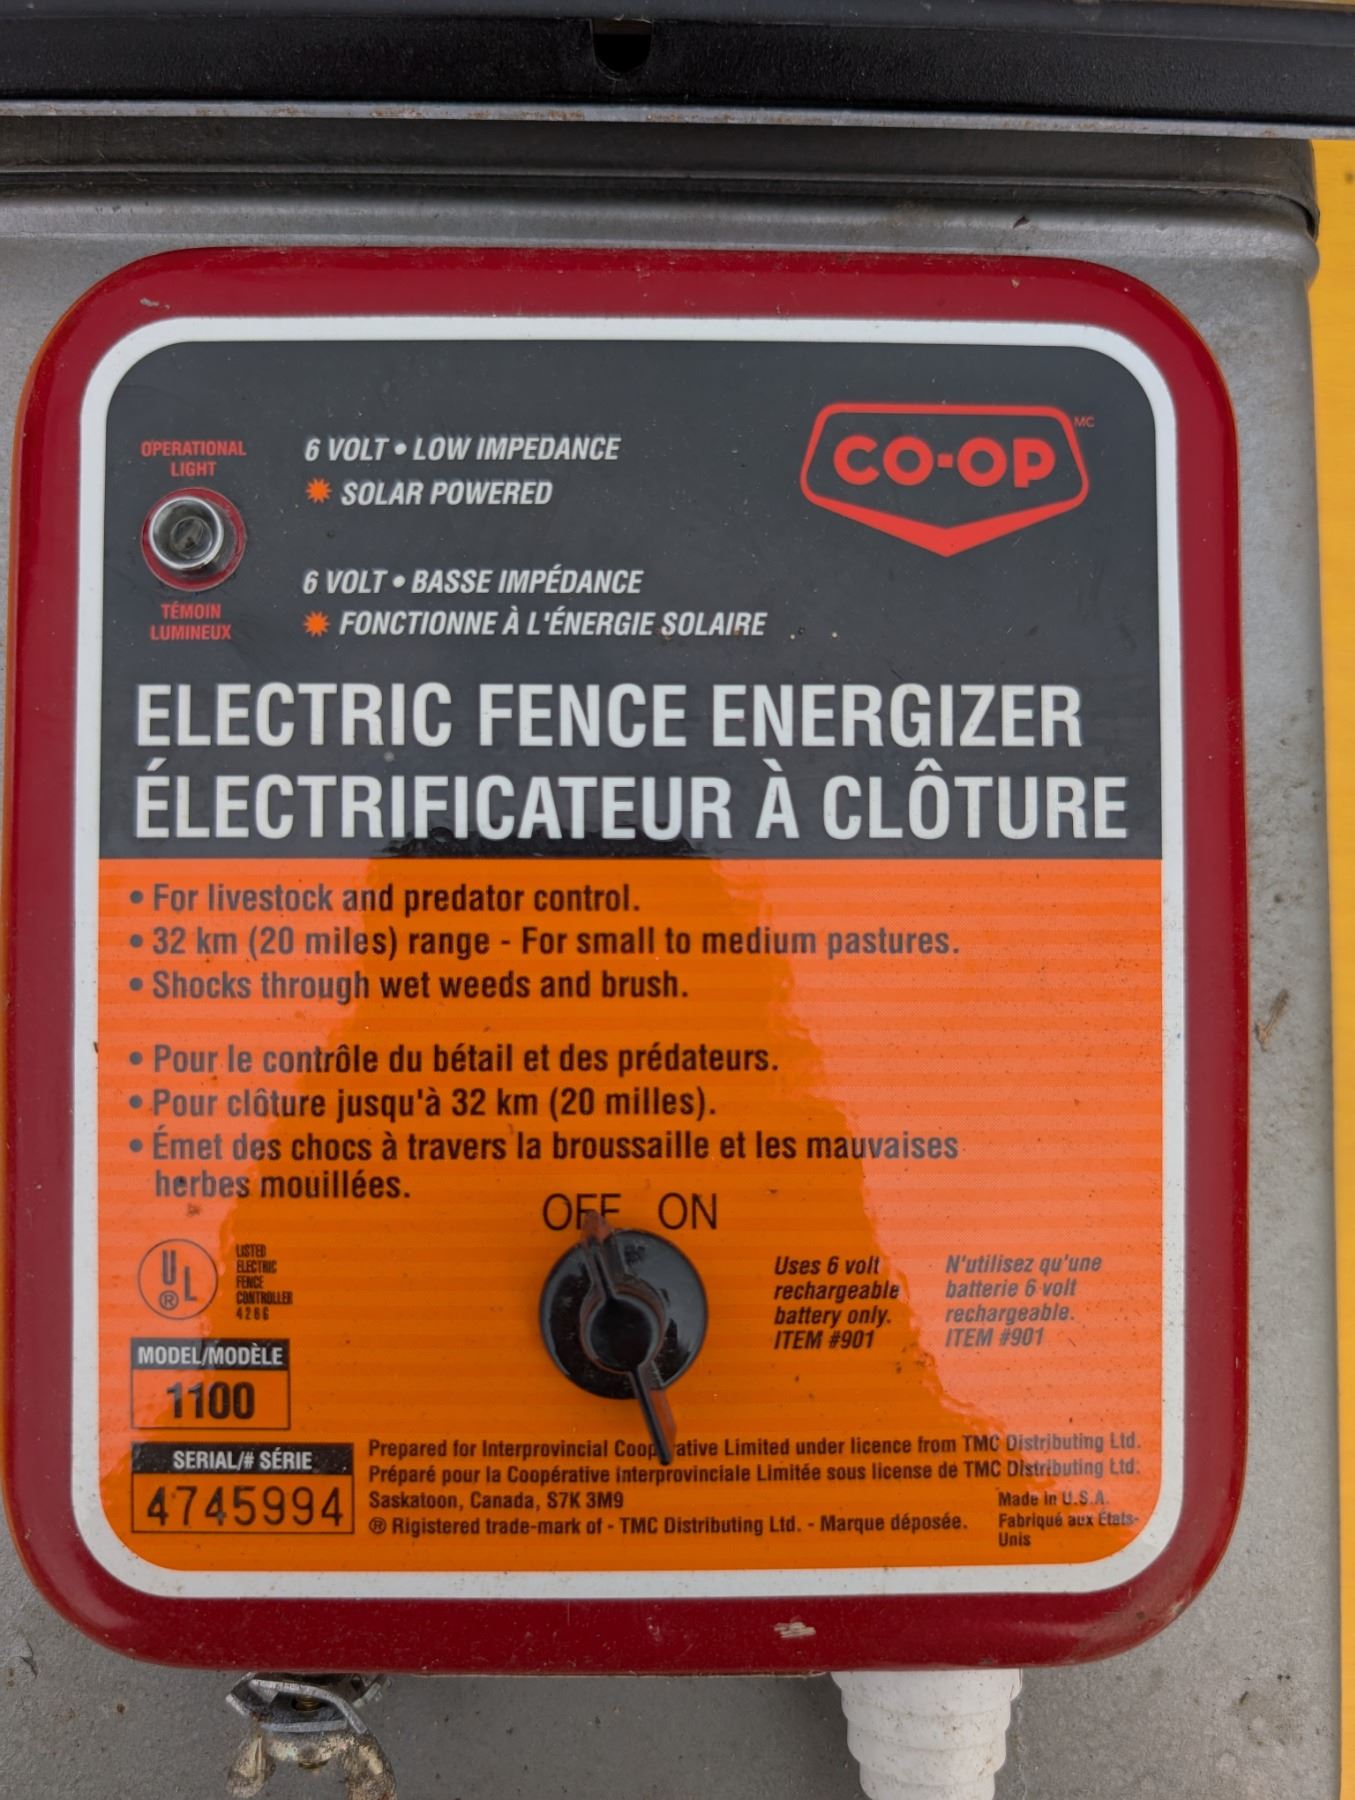 OPERATIONAL
LIGHT
6 VOLT • LOW IMPEDANCE
SOLAR POWERED
CO-OP MC
6 VOLT • BASSE IMPÉDANCE
FONCTIONNE À L'ÉNERGIE SOLAIRE
TÉMOIN
LUMINEUX
ELECTRIC FENCE ENERGIZER
ÉLECTRIFICATEUR À CLÔTURE
• For livestock and predator control.
• 32 km (20 miles) range - For small to medium pastures.
• Shocks through wet weeds and brush.
• Pour le contrôle du bétail et des prédateurs.
• Pour clôture jusqu'à 32 km (20 milles).
• Émet des chocs à travers la broussaille et les mauvaises
herbes mouillées.
OFF ON
UL ®
LISTED
ELECTRIC
FENCE
CONTROLLER
426G
Uses 6 volt
rechargeable
battery only.
ITEM #901
N'utilisez qu'une
batterie 6 volt
rechargeable.
ITEM #901
MODEL/MODÈLE
1100
SERIAL/# SÉRIE
4745994
Prepared for Interprovincial Cooperative Limited under licence from TMC Distributing Ltd.
Préparé pour la Coopérative interprovinciale Limitée sous license de TMC Distributing Ltd.
Saskatoon, Canada, S7K 3M9
® Rigistered trade-mark of - TMC Distributing Ltd. - Marque déposée.
Made in U.S.A.
Fabriqué aux États-
Unis